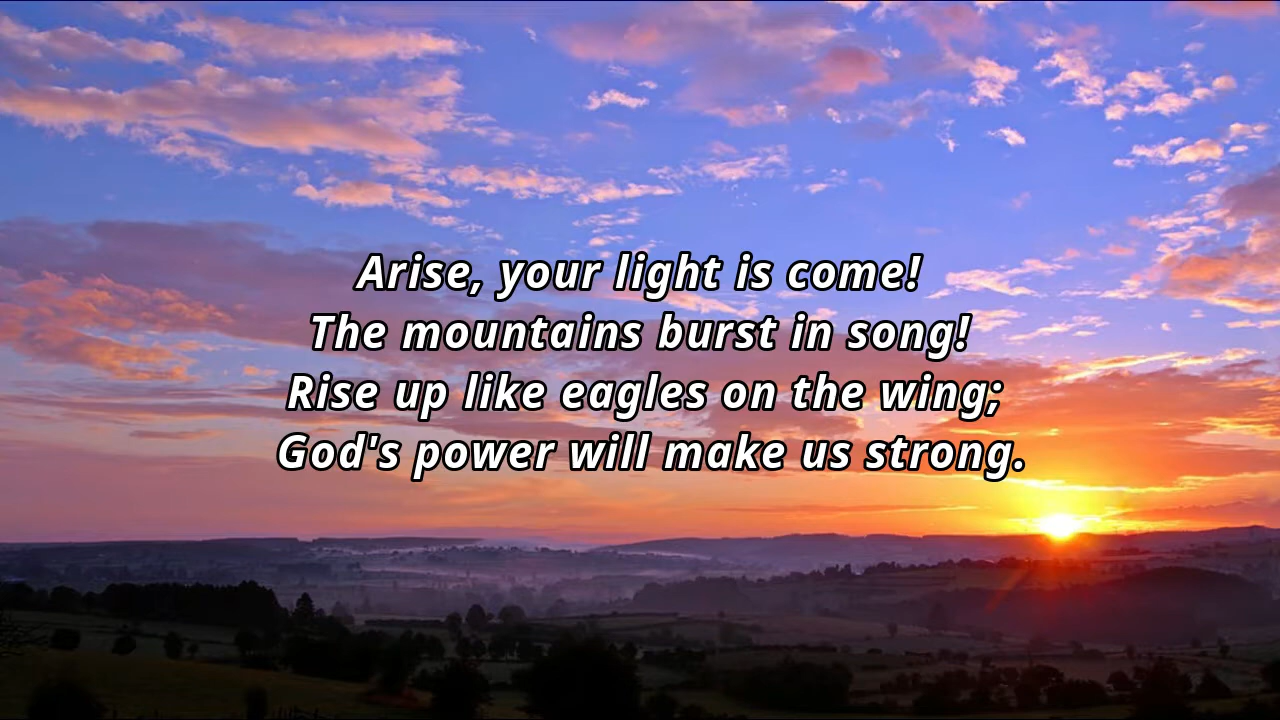 Arise, your light is come!
The mountains burst in song!
Rise up like eagles on the wing;
God's power will make us strong.